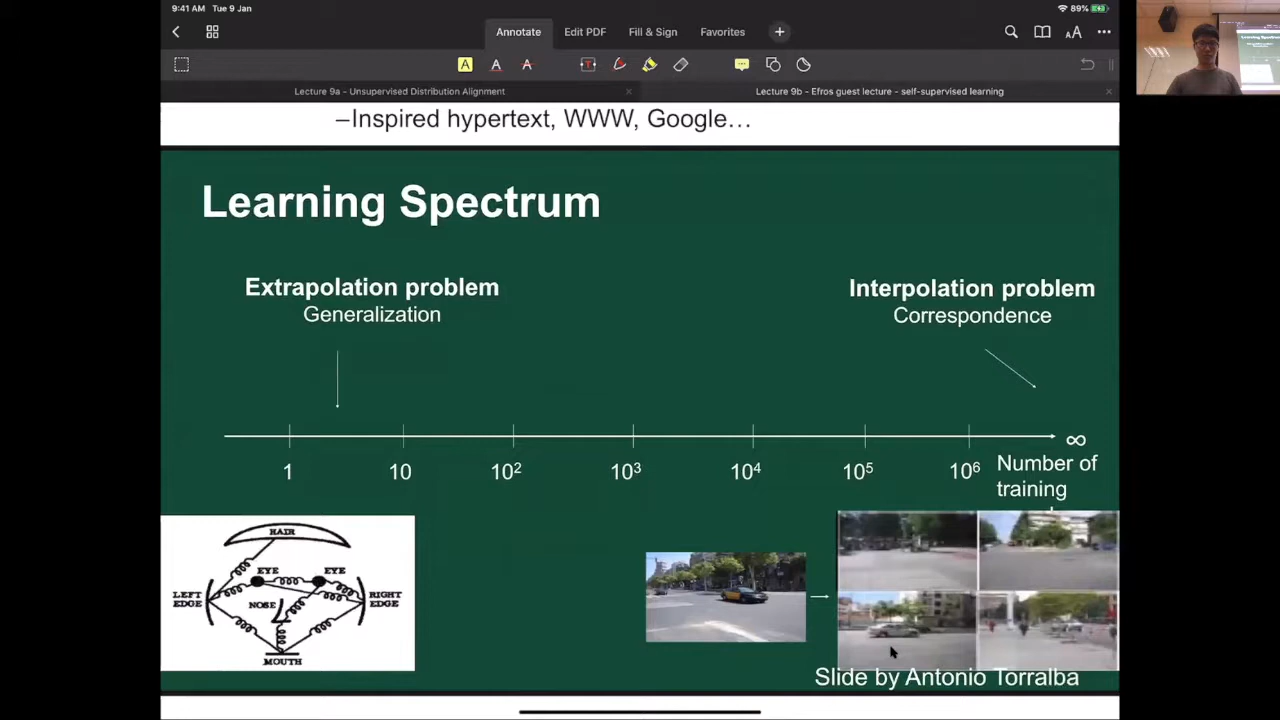 9:41 AM Tue 9 Jan
89%
Annotate Edit PDF Fill & Sign Favorites
Lecture 9a - Unsupervised Distribution Alignment
Lecture 9b - Efros guest lecture - self-supervised learning
–Inspired hypertext, WWW, Google…
Learning Spectrum
Extrapolation problem
Generalization
Interpolation problem
Correspondence
∞
1 10 10² 10³ 10⁴ 10⁵ 10⁶
Number of
training
HAIR
EYE EYE
LEFT
EDGE
NOSE
RIGHT
EDGE
MOUTH
Slide by Antonio Torralba
Learning Spectrum